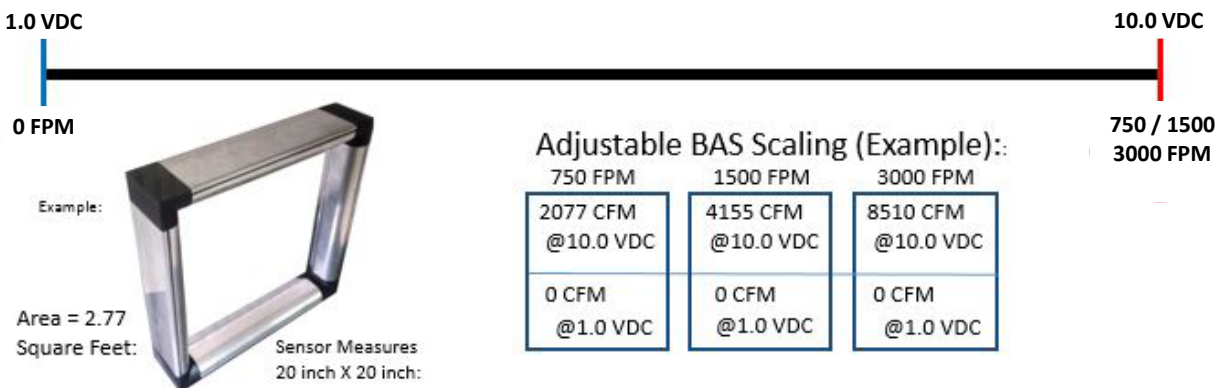 1.0 VDC
10.0 VDC
0 FPM
750 / 1500
3000 FPM
Adjustable BAS Scaling (Example)::
750 FPM
1500 FPM
3000 FPM
2077 CFM
@10.0 VDC
4155 CFM
@10.0 VDC
8510 CFM
@10.0 VDC
0 CFM
@1.0 VDC
0 CFM
@1.0 VDC
0 CFM
@1.0 VDC
Example:
Area = 2.77
Square Feet:
Sensor Measures
20 inch X 20 inch: